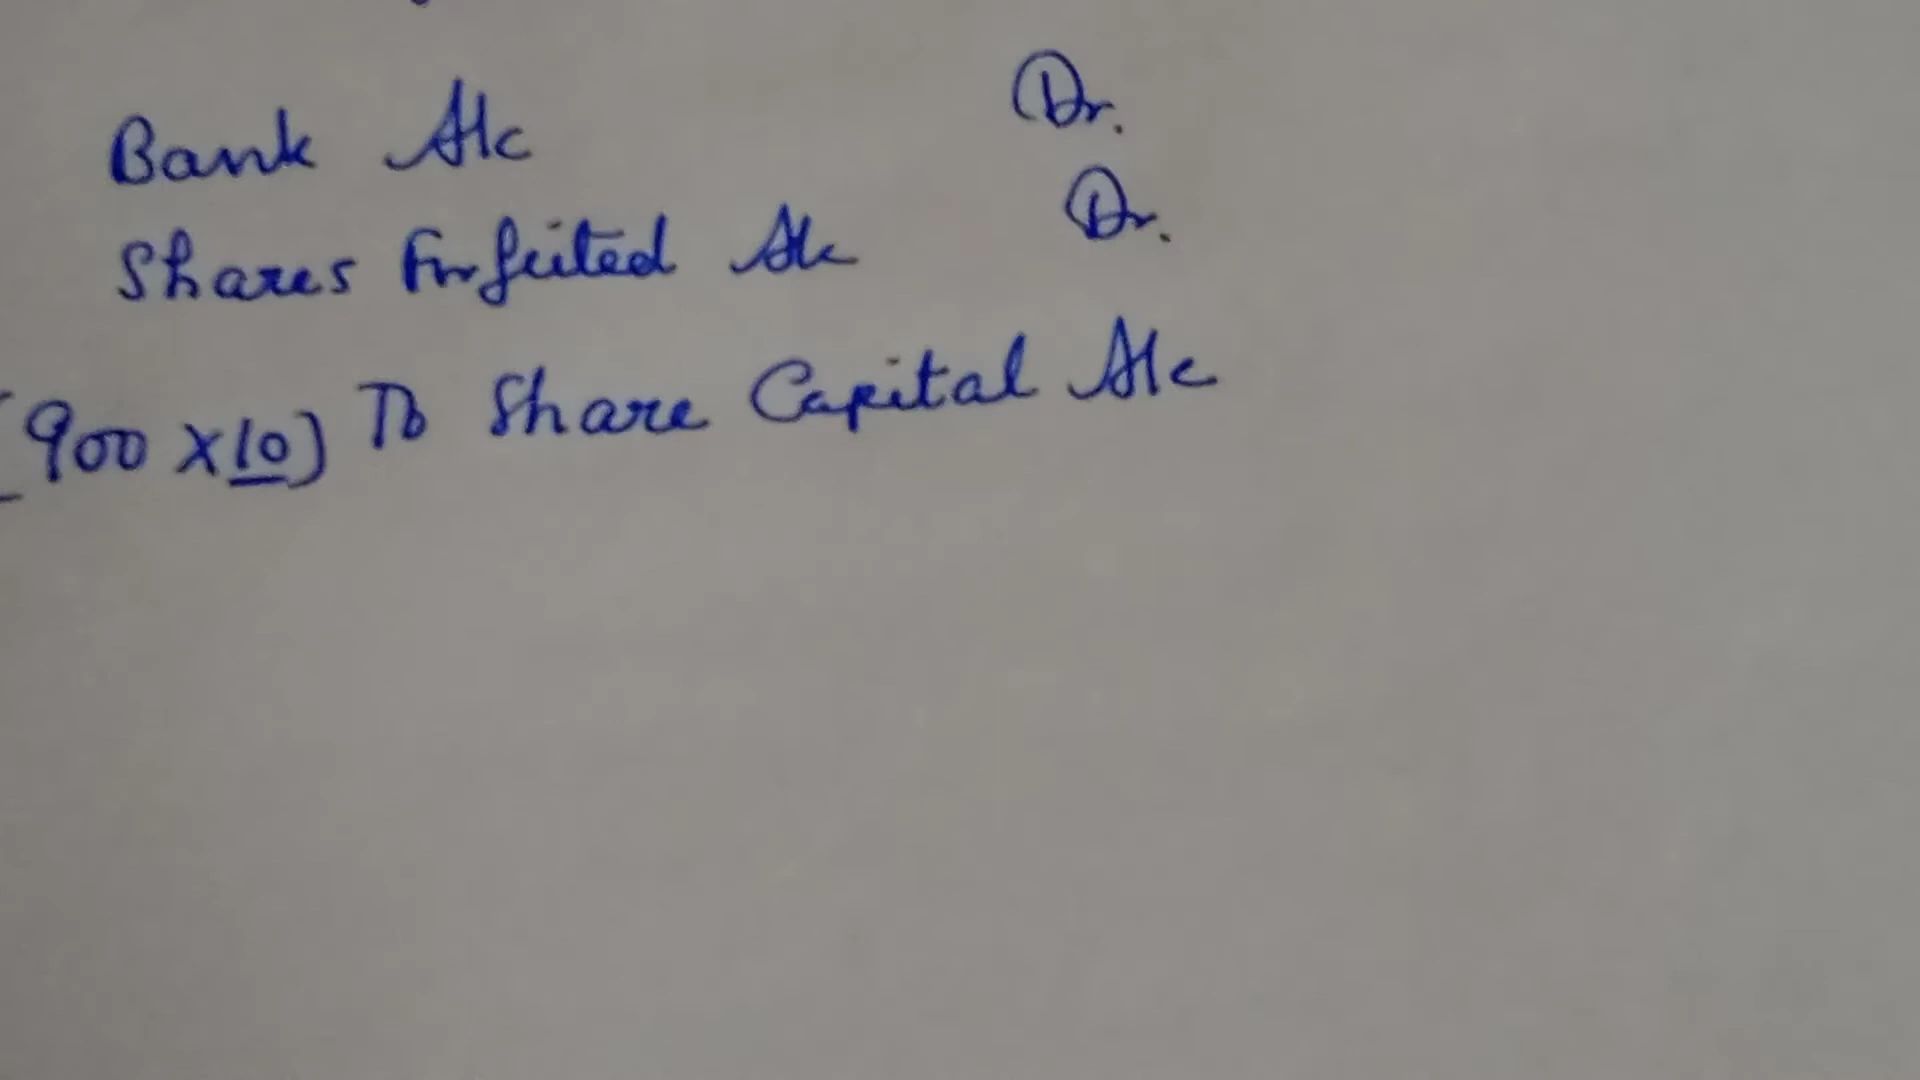 Bank A/c Dr.
Shares Forfeited A/c Dr.
[900 x 10) To Share Capital A/c